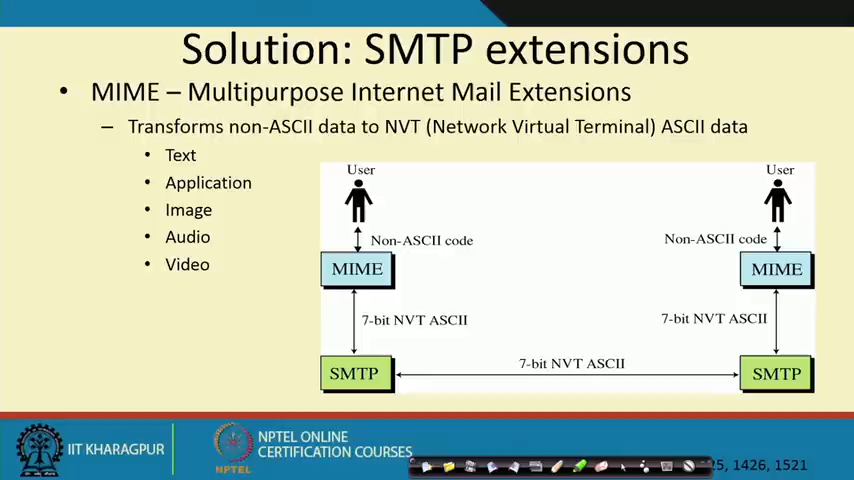 Solution: SMTP extensions
• MIME – Multipurpose Internet Mail Extensions
– Transforms non-ASCII data to NVT (Network Virtual Terminal) ASCII data
• Text
• Application
• Image
• Audio
• Video
User
User
Non-ASCII code
Non-ASCII code
MIME
MIME
7-bit NVT ASCII
7-bit NVT ASCII
7-bit NVT ASCII
SMTP
SMTP
IIT KHARAGPUR
NPTEL
NPTEL ONLINE
CERTIFICATION COURSES
25, 1426, 1521